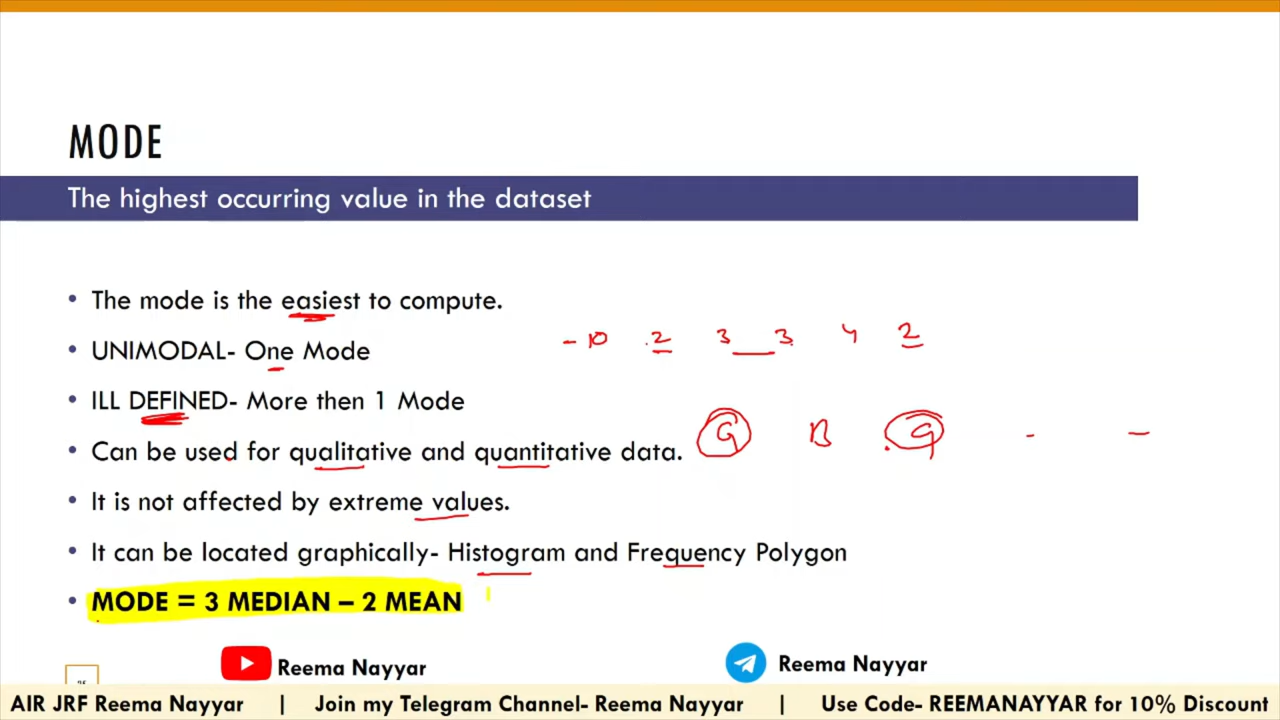 MODE
The highest occurring value in the dataset
• The mode is the easiest to compute.
- 10 2 3 3 4 2
• UNIMODAL- One Mode
• ILL DEFINED- More then 1 Mode
G B G - -
• Can be used for qualitative and quantitative data.
• It is not affected by extreme values.
• It can be located graphically- Histogram and Frequency Polygon
• MODE = 3 MEDIAN – 2 MEAN
Reema Nayyar Reema Nayyar
AIR JRF Reema Nayyar | Join my Telegram Channel- Reema Nayyar | Use Code- REEMANAYYAR for 10% Discount